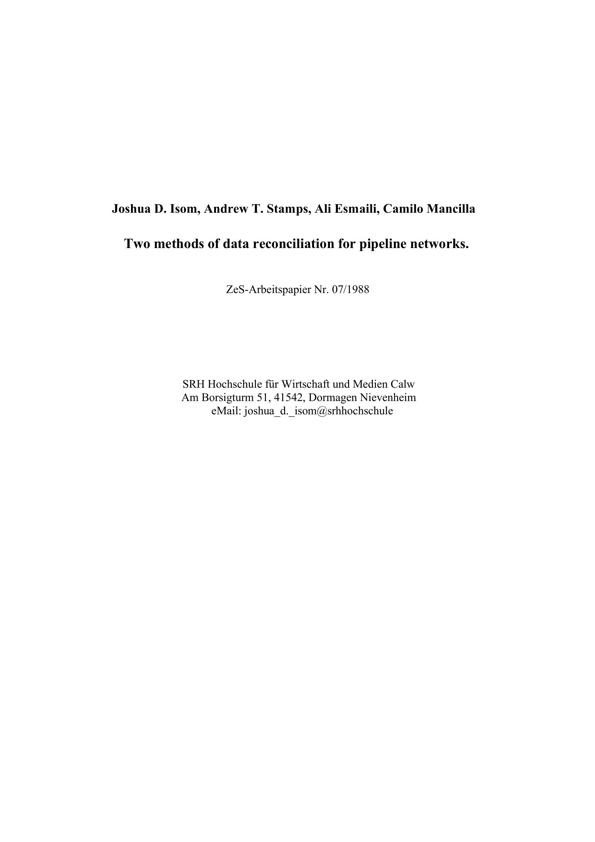 Joshua D. Isom, Andrew T. Stamps, Ali Esmaili, Camilo Mancilla
Two methods of data reconciliation for pipeline networks.
ZeS-Arbeitspapier Nr. 07/1988
SRH Hochschule für Wirtschaft und Medien Calw
Am Borsigturm 51, 41542, Dormagen Nievenheim
eMail: joshua_d._isom@srhhochschule